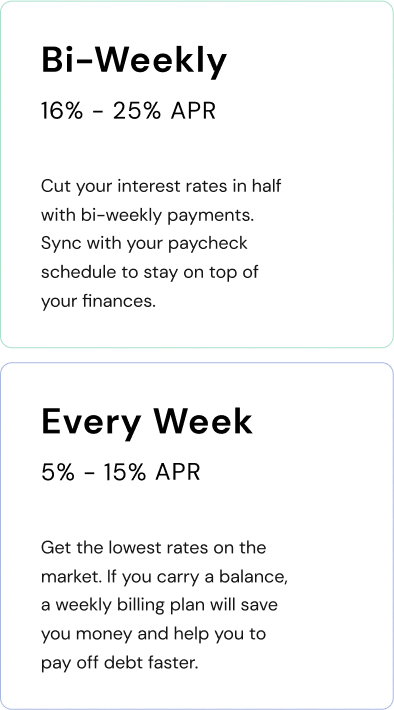 Bi-Weekly
16% - 25% APR
Cut your interest rates in half
with bi-weekly payments.
Sync with your paycheck
schedule to stay on top of
your finances.
Every Week
5% - 15% APR
Get the lowest rates on the
market. If you carry a balance,
a weekly billing plan will save
you money and help you to
pay off debt faster.